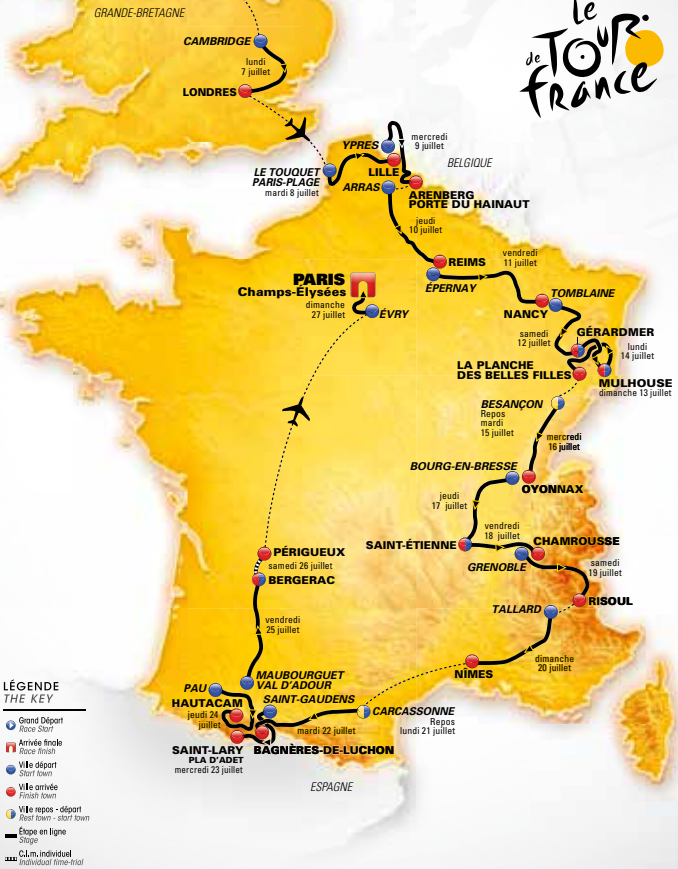 GRANDE-BRETAGNE
Le
de TOUR
france
CAMBRIDGE
lundi
7 juillet
LONDRES
YPRES
mercredi
9 juillet
LE TOUQUET
PARIS-PLAGE
mardi 8 juillet
LILLE
BELGIQUE
ARRAS
ARENBERG
PORTE DU HAINAUT
jeudi
10 juillet
REIMS
vendredi
11 juillet
ÉPERNAY
PARIS
Champs-Élysées
dimanche
27 juillet
ÉVRY
TOMBLAINE
NANCY
samedi
12 juillet
GÉRARDMER
lundi
14 juillet
LA PLANCHE
DES BELLES FILLES
MULHOUSE
dimanche 13 juillet
BESANÇON
Repos
mardi
15 juillet
mercredi
16 juillet
BOURG-EN-BRESSE
OYONNAX
jeudi
17 juillet
vendredi
18 juillet
SAINT-ÉTIENNE
CHAMROUSSE
GRENOBLE
samedi
19 juillet
PÉRIGUEUX
samedi 26 juillet
BERGERAC
RISOUL
TALLARD
vendredi
25 juillet
dimanche
20 juillet
NÎMES
MAUBOURGUET
VAL D'ADOUR
PAU
HAUTACAM
jeudi 24
juillet
SAINT-GAUDENS
CARCASSONNE
Repos
lundi 21 juillet
mardi 22 juillet
SAINT-LARY
PLA D'ADET
mercredi 23 juillet
BAGNÈRES-DE-LUCHON
ESPAGNE
LÉGENDE
THE KEY
Grand Départ
Race Start
Arrivée finale
Race finish
Ville départ
Start town
Ville arrivée
Finish town
Ville repos - départ
Rest town - start town
Étape en ligne
Stage
C.l.m. individuel
Individual time-trial